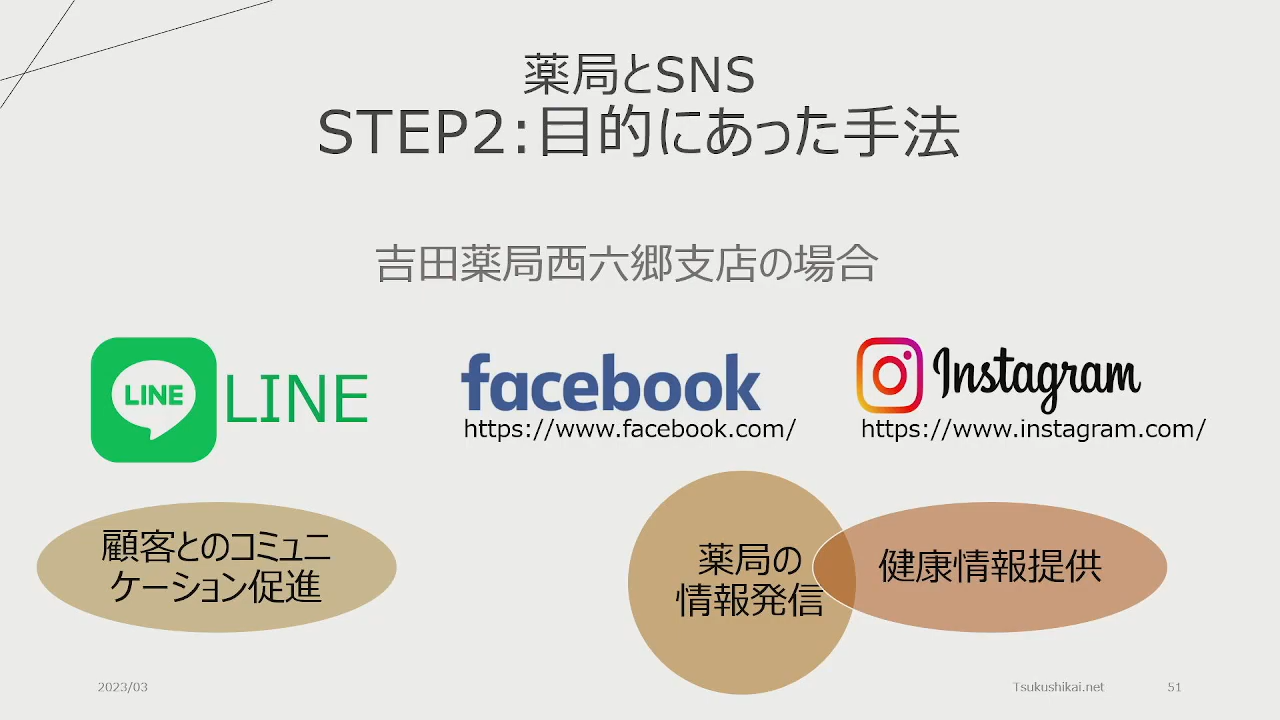 薬局とSNS
STEP2:目的にあった手法
吉田薬局西六郷支店の場合
LINE
LINE
facebook
https://www.facebook.com/
Instagram
https://www.instagram.com/
顧客とのコミュニ
ケーション促進
薬局の
情報発信
健康情報提供
2023/03
Tsukushikai.net
51